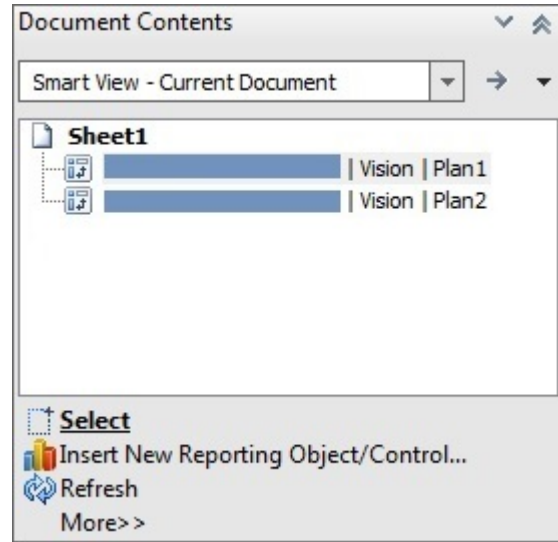 Document Contents
Smart View - Current Document
Sheet1
| Vision | Plan1
| Vision | Plan2
Select
Insert New Reporting Object/Control...
Refresh
More>>